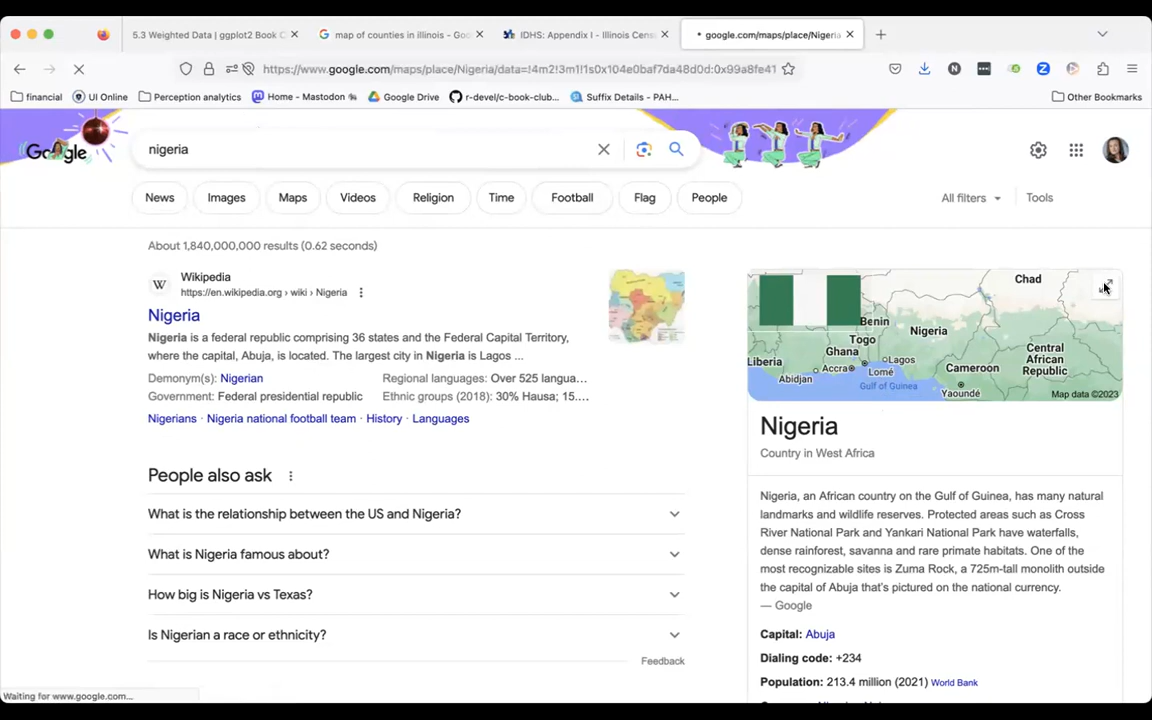 5.3 Weighted Data | ggplot2 Book C
map of counties in illinois - Goo
IDHS: Appendix I - Illinois Cens
google.com/maps/place/Nigeria
https://www.google.com/maps/place/Nigeria/data=!4m2!3m1!1s0x104e0baf7da48d0d:0x99a8fe41
financial
UI Online
Perception analytics
Home - Mastodon
Google Drive
r-devel/c-book-club...
Suffix Details - PAH...
Other Bookmarks
Google
nigeria
News
Images
Maps
Videos
Religion
Time
Football
Flag
People
All filters
Tools
About 1,840,000,000 results (0.62 seconds)
W
Wikipedia
https://en.wikipedia.org › wiki › Nigeria
Nigeria
Nigeria is a federal republic comprising 36 states and the Federal Capital Territory,
where the capital, Abuja, is located. The largest city in Nigeria is Lagos ...
Demonym(s): Nigerian
Regional languages: Over 525 langua...
Government: Federal presidential republic
Ethnic groups (2018): 30% Hausa; 15....
Nigerians · Nigeria national football team · History · Languages
People also ask
What is the relationship between the US and Nigeria?
What is Nigeria famous about?
How big is Nigeria vs Texas?
Is Nigerian a race or ethnicity?
Feedback
Chad
Benin
Nigeria
Togo
Ghana
Lagos
Central
African
Republic
Liberia
Accra
Lomé
Cameroon
Abidjan
Gulf of Guinea
Yaoundé
Map data ©2023
Nigeria
Country in West Africa
Nigeria, an African country on the Gulf of Guinea, has many natural
landmarks and wildlife reserves. Protected areas such as Cross
River National Park and Yankari National Park have waterfalls,
dense rainforest, savanna and rare primate habitats. One of the
most recognizable sites is Zuma Rock, a 725m-tall monolith outside
the capital of Abuja that's pictured on the national currency.
— Google
Capital: Abuja
Dialing code: +234
Population: 213.4 million (2021) World Bank
Waiting for www.google.com...